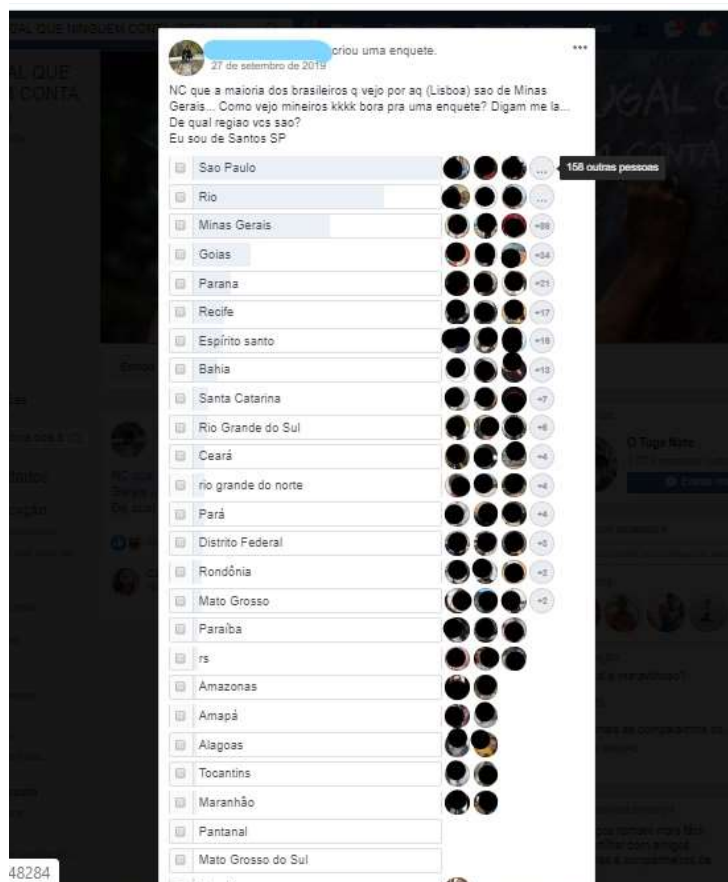 criou uma enquete.
27 de setembro de 2019
NC que a maioria dos brasileiros q vejo por aq (Lisboa) sao de Minas
Gerais... Como vejo mineiros kkkk bora pra uma enquete? Digam me la...
De qual regiao vcs sao?
Eu sou de Santos SP
Sao Paulo ... 158 outras pessoas
Rio ...
Minas Gerais
Goias +34
Parana +21
Recife +17
Espírito santo
Bahia +13
Santa Catarina +7
Rio Grande do Sul
Ceará +4
rio grande do norte +4
Pará +4
Distrito Federal
Rondônia +2
Mato Grosso +2
Paraíba
rs
Amazonas
Amapá
Alagoas
Tocantins
Maranhão
Pantanal
Mato Grosso do Sul
48284